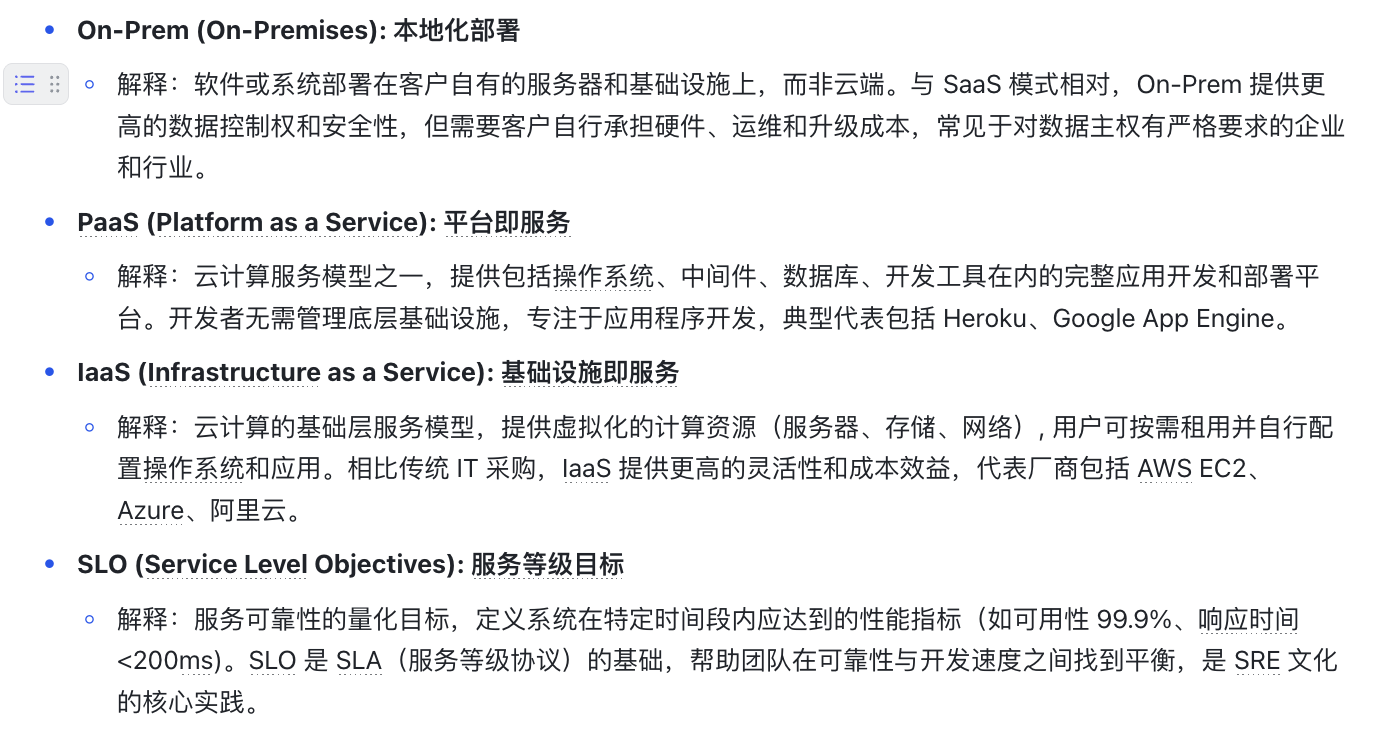 On-Prem (On-Premises): 本地化部署
解释：软件或系统部署在客户自有的服务器和基础设施上，而非云端。与 SaaS 模式相对，On-Prem 提供更
高的数据控制权和安全性，但需要客户自行承担硬件、运维和升级成本，常见于对数据主权有严格要求的企业
和行业。
PaaS (Platform as a Service): 平台即服务
解释：云计算服务模型之一，提供包括操作系统、中间件、数据库、开发工具在内的完整应用开发和部署平
台。开发者无需管理底层基础设施，专注于应用程序开发，典型代表包括 Heroku、Google App Engine。
IaaS (Infrastructure as a Service): 基础设施即服务
解释：云计算的基础层服务模型，提供虚拟化的计算资源（服务器、存储、网络）, 用户可按需租用并自行配
置操作系统和应用。相比传统 IT 采购，IaaS 提供更高的灵活性和成本效益，代表厂商包括 AWS EC2、
Azure、阿里云。
SLO (Service Level Objectives): 服务等级目标
解释：服务可靠性的量化目标，定义系统在特定时间段内应达到的性能指标（如可用性 99.9%、响应时间
<200ms)。SLO 是 SLA（服务等级协议）的基础，帮助团队在可靠性与开发速度之间找到平衡，是 SRE 文化
的核心实践。